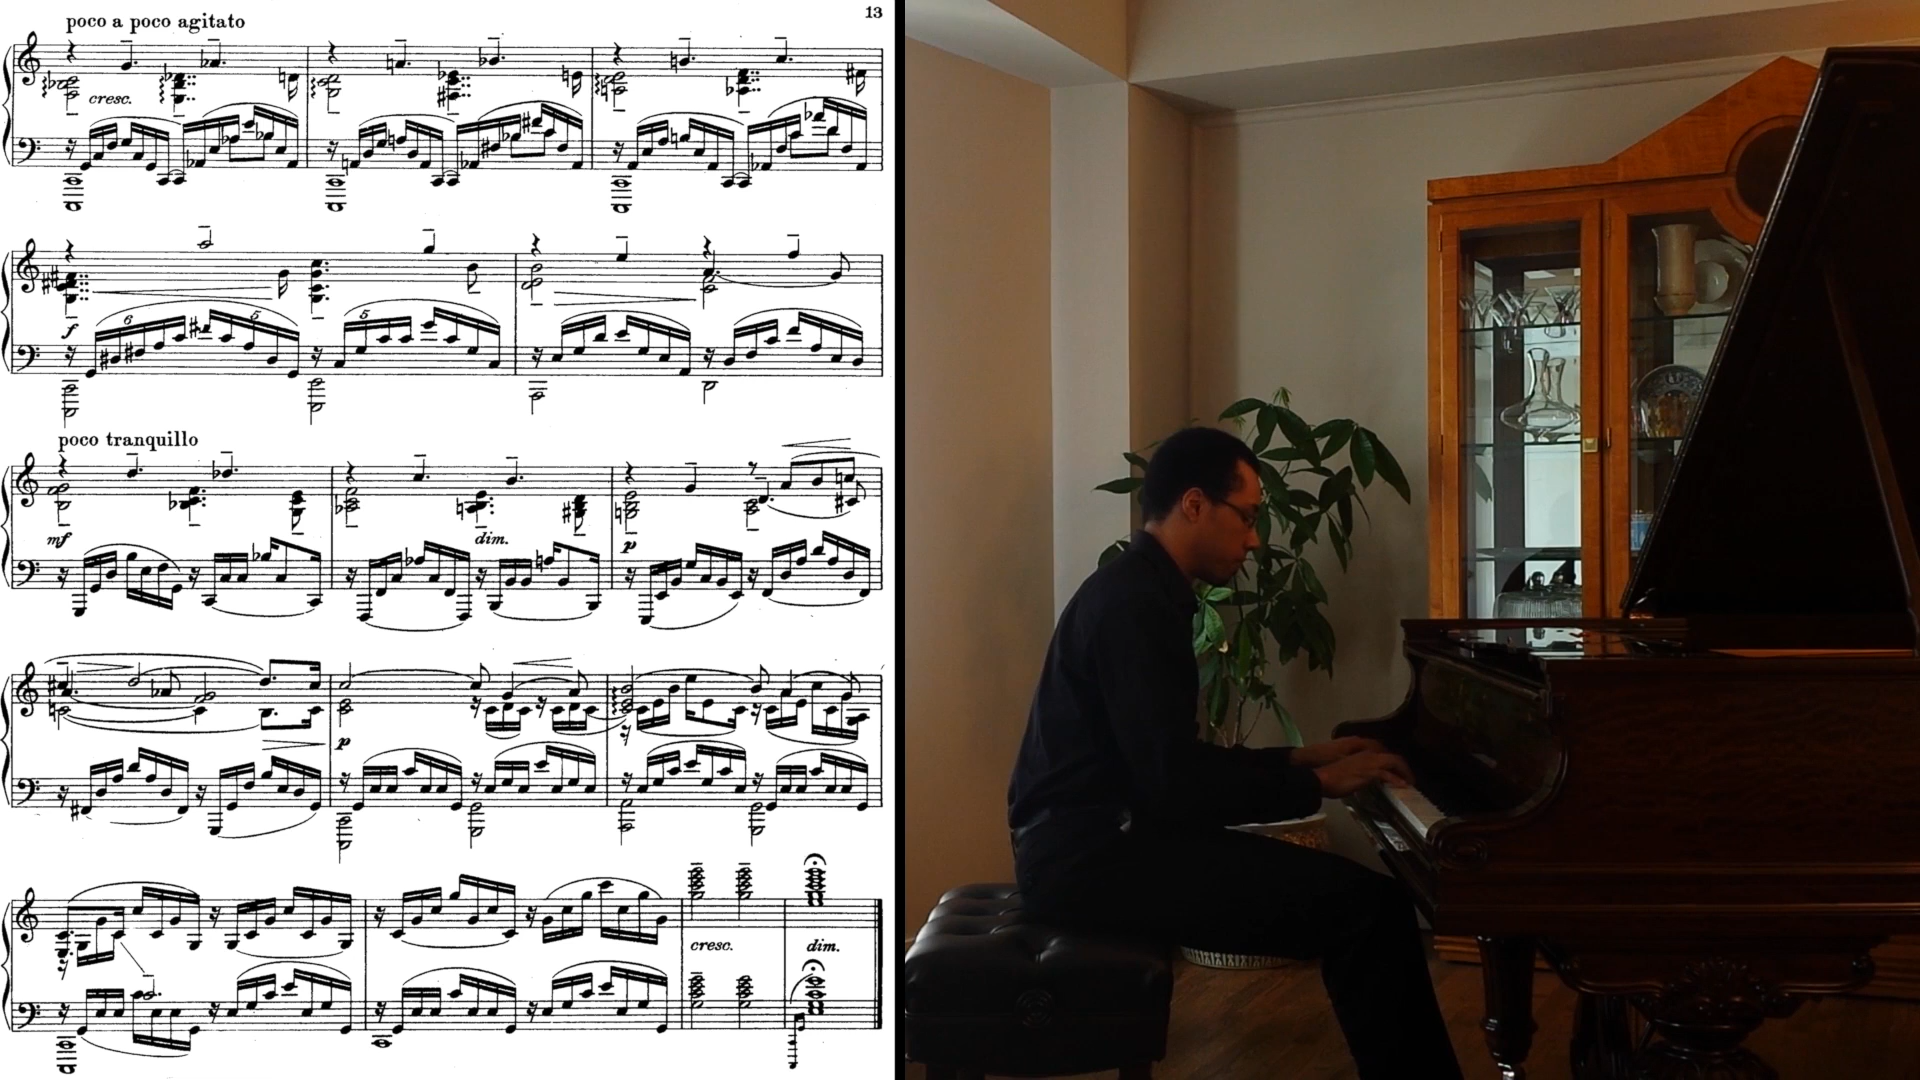 13
poco a poco agitato
cresc.
f
6
5
5
poco tranquillo
mf
dim.
p
p
cresc.
dim.